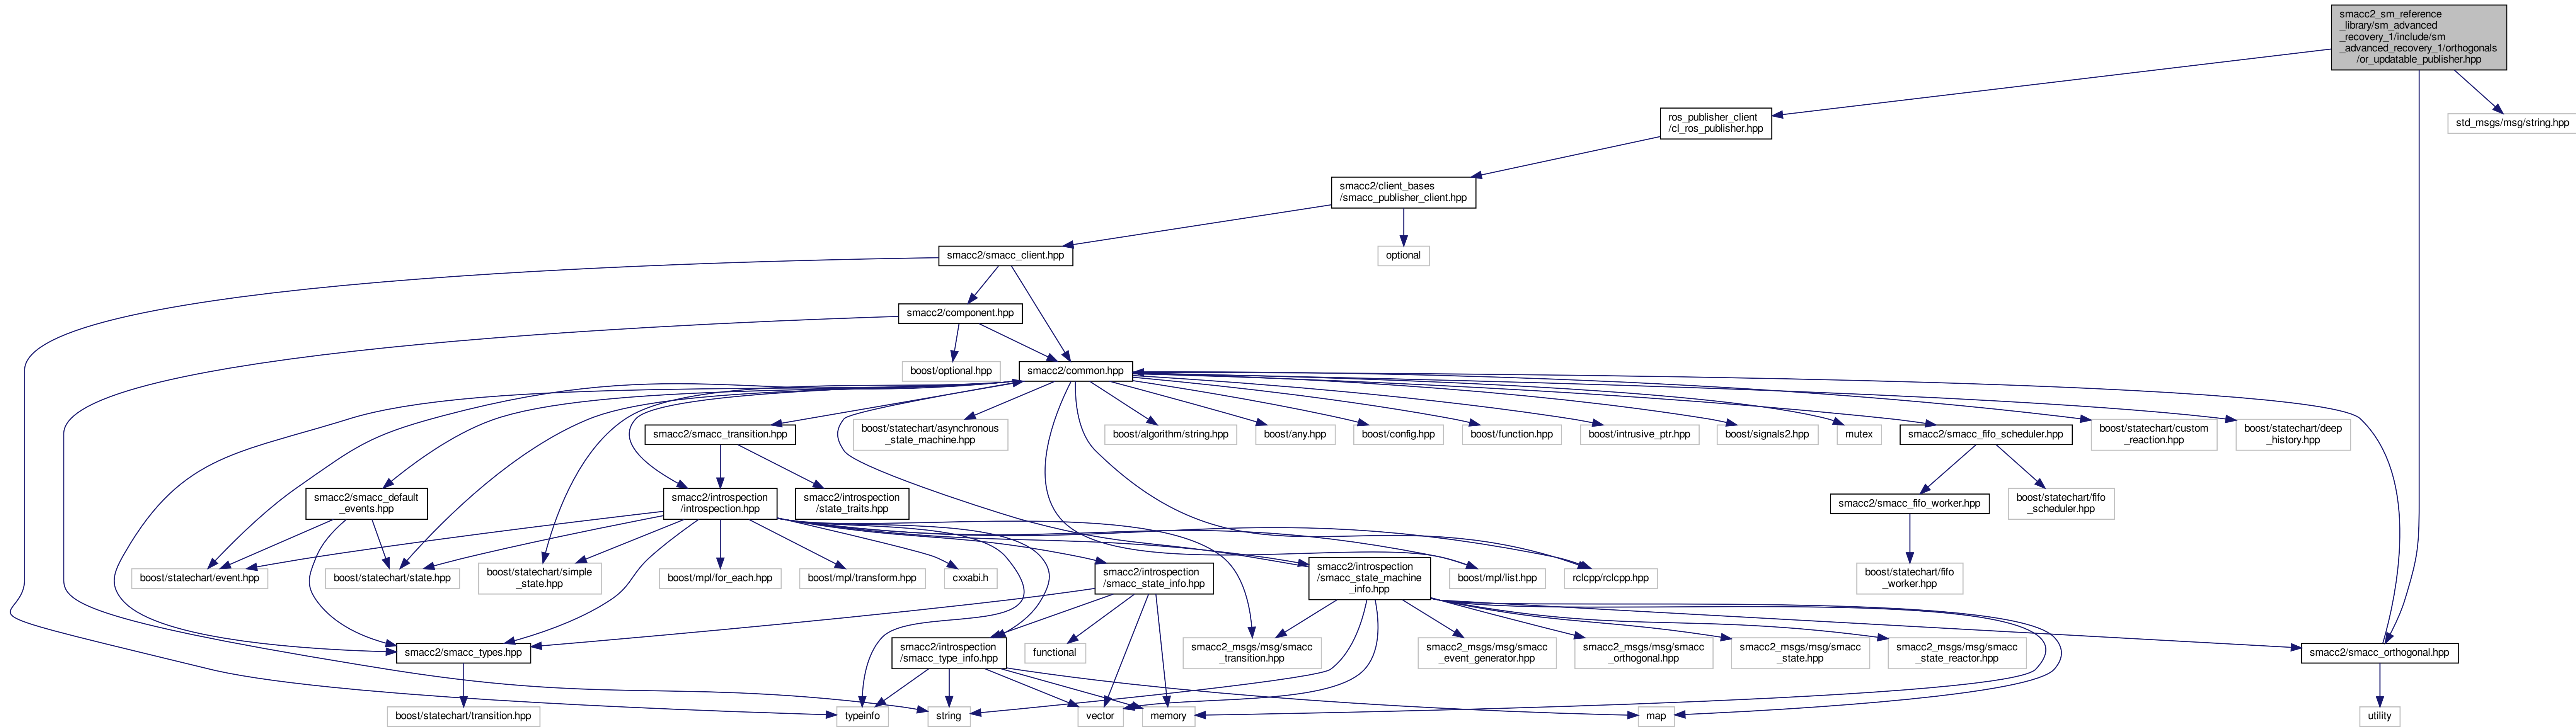 smacc2_sm_reference
_library/sm_advanced
_recovery_1/include/sm
_advanced_recovery_1/orthogonals
/or_updatable_publisher.hpp
ros_publisher_client
/cl_ros_publisher.hpp
std_msgs/msg/string.hpp
smacc2/client_bases
/smacc_publisher_client.hpp
smacc2/smacc_client.hpp
optional
smacc2/component.hpp
boost/optional.hpp
smacc2/common.hpp
smacc2/smacc_transition.hpp
boost/statechart/asynchronous
_state_machine.hpp
boost/algorithm/string.hpp
boost/any.hpp
boost/config.hpp
boost/function.hpp
boost/intrusive_ptr.hpp
boost/signals2.hpp
mutex
smacc2/smacc_fifo_scheduler.hpp
boost/statechart/custom
_reaction.hpp
boost/statechart/deep
_history.hpp
smacc2/smacc_default
_events.hpp
smacc2/introspection
/introspection.hpp
smacc2/introspection
/state_traits.hpp
smacc2/smacc_fifo_worker.hpp
boost/statechart/fifo
_scheduler.hpp
boost/statechart/event.hpp
boost/statechart/state.hpp
boost/statechart/simple
_state.hpp
boost/mpl/for_each.hpp
boost/mpl/transform.hpp
cxxabi.h
smacc2/introspection
/smacc_state_info.hpp
smacc2/introspection
/smacc_state_machine
_info.hpp
boost/mpl/list.hpp
rclcpp/rclcpp.hpp
boost/statechart/fifo
_worker.hpp
smacc2/smacc_types.hpp
smacc2/introspection
/smacc_type_info.hpp
functional
smacc2_msgs/msg/smacc
_transition.hpp
smacc2_msgs/msg/smacc
_event_generator.hpp
smacc2_msgs/msg/smacc
_orthogonal.hpp
smacc2_msgs/msg/smacc
_state.hpp
smacc2_msgs/msg/smacc
_state_reactor.hpp
smacc2/smacc_orthogonal.hpp
boost/statechart/transition.hpp
typeinfo
string
vector
memory
map
utility